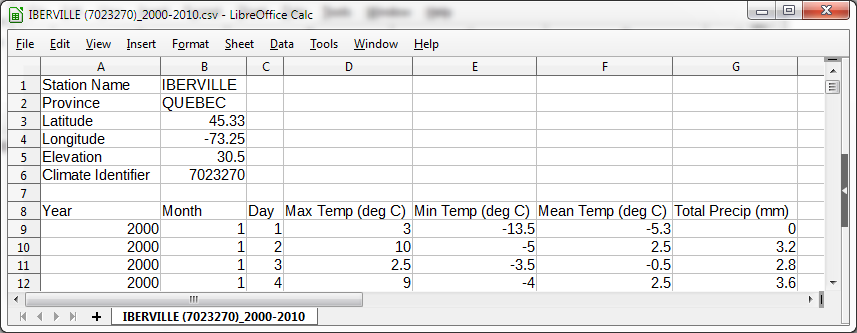 IBERVILLE (7023270)_2000-2010.csv - LibreOffice Calc
File Edit View Insert Format Sheet Data Tools Window Help
A B C D E F G
1 Station Name IBERVILLE
2 Province QUEBEC
3 Latitude 45.33
4 Longitude -73.25
5 Elevation 30.5
6 Climate Identifier 7023270
7
8 Year Month Day Max Temp (deg C) Min Temp (deg C) Mean Temp (deg C) Total Precip (mm)
9 2000 1 1 3 -13.5 -5.3 0
10 2000 1 2 10 -5 2.5 3.2
11 2000 1 3 2.5 -3.5 -0.5 2.8
12 2000 1 4 9 -4 2.5 3.6
IBERVILLE (7023270)_2000-2010